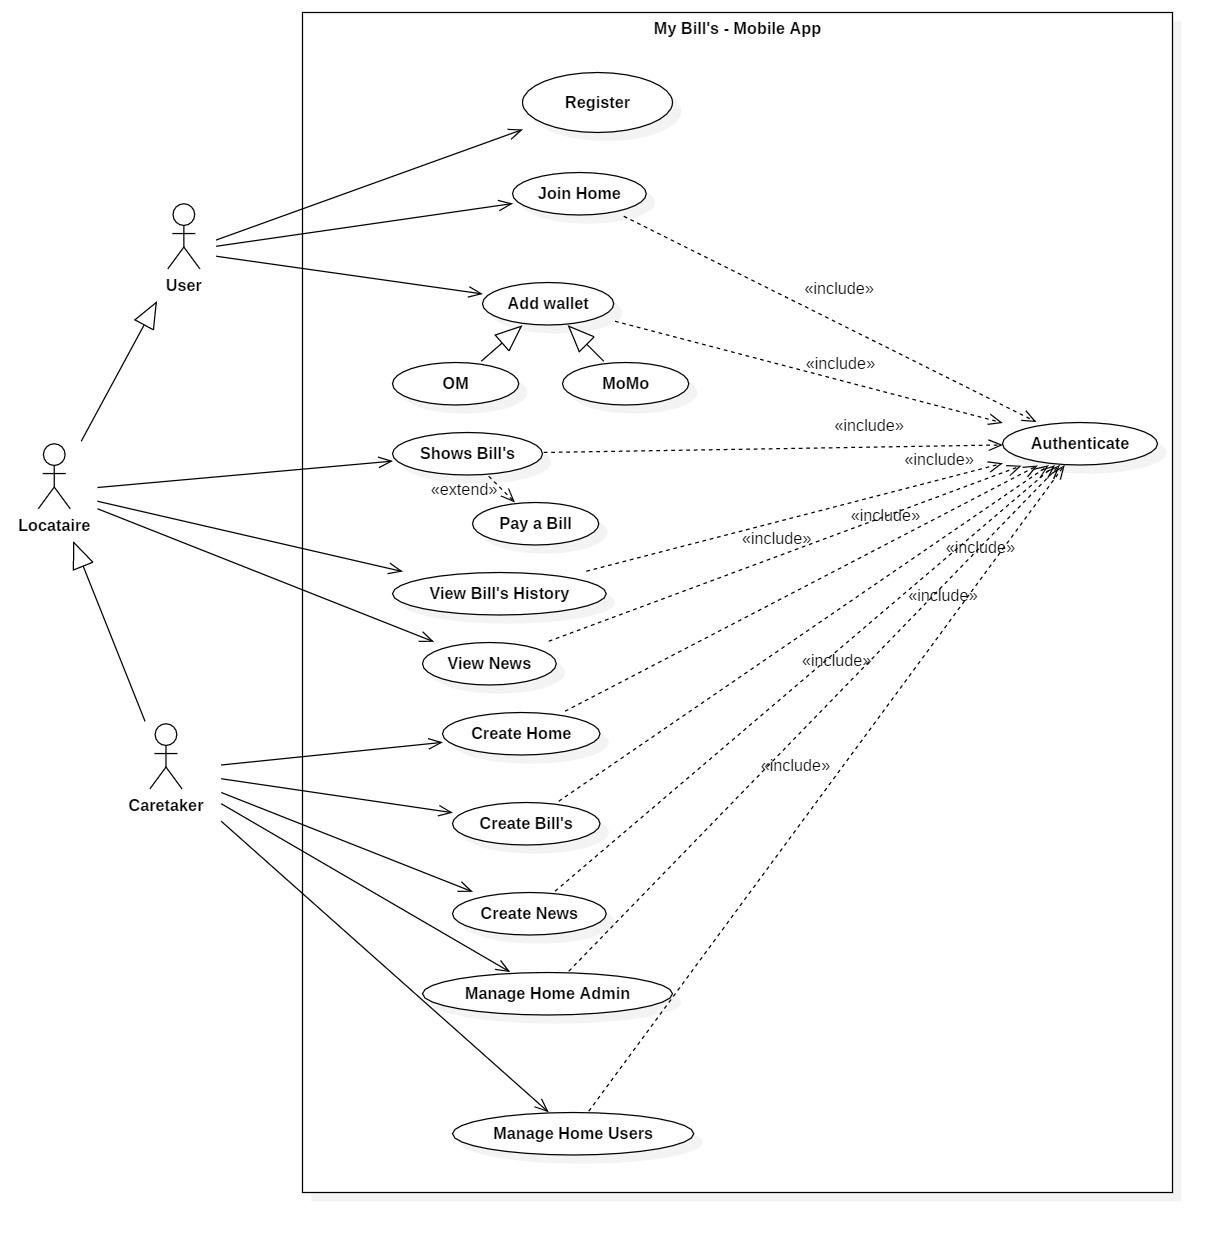 My Bill's - Mobile App
Register
Join Home
User
«include»
Add wallet
«include»
OM
MoMo
«include»
Authenticate
Shows Bill's
«include»
«extend»
Locataire
Pay a Bill
«include»
«include»
«include»
View Bill's History
«include»
View News
«include»
Create Home
«include»
Caretaker
Create Bill's
Create News
Manage Home Admin
Manage Home Users